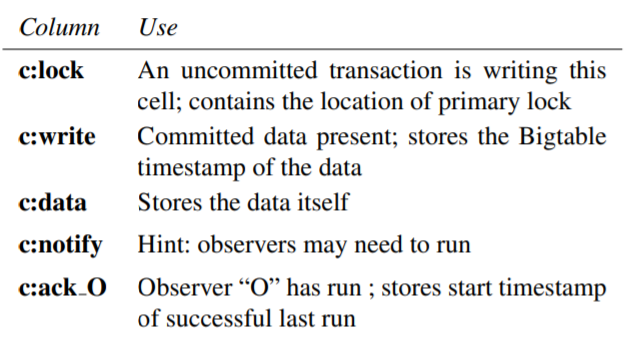 Column Use
c:lock An uncommitted transaction is writing this
cell; contains the location of primary lock
c:write Committed data present; stores the Bigtable
timestamp of the data
c:data Stores the data itself
c:notify Hint: observers may need to run
c:ack_O Observer “O” has run ; stores start timestamp
of successful last run